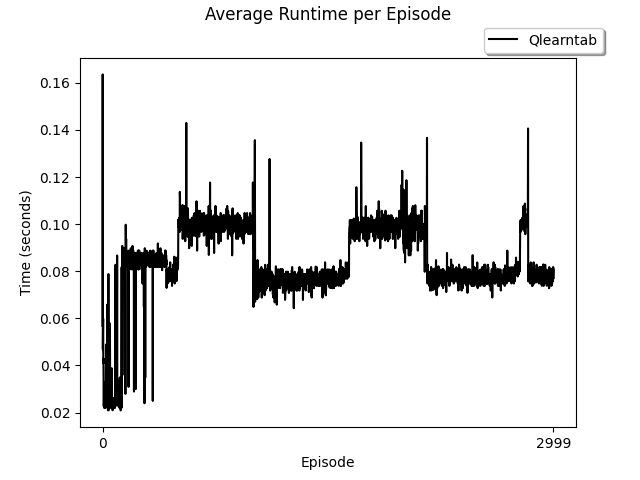 Average Runtime per Episode
Qlearntab
0.16
0.14
0.12
0.10
0.08
0.06
0.04
0.02
Time (seconds)
0
2999
Episode